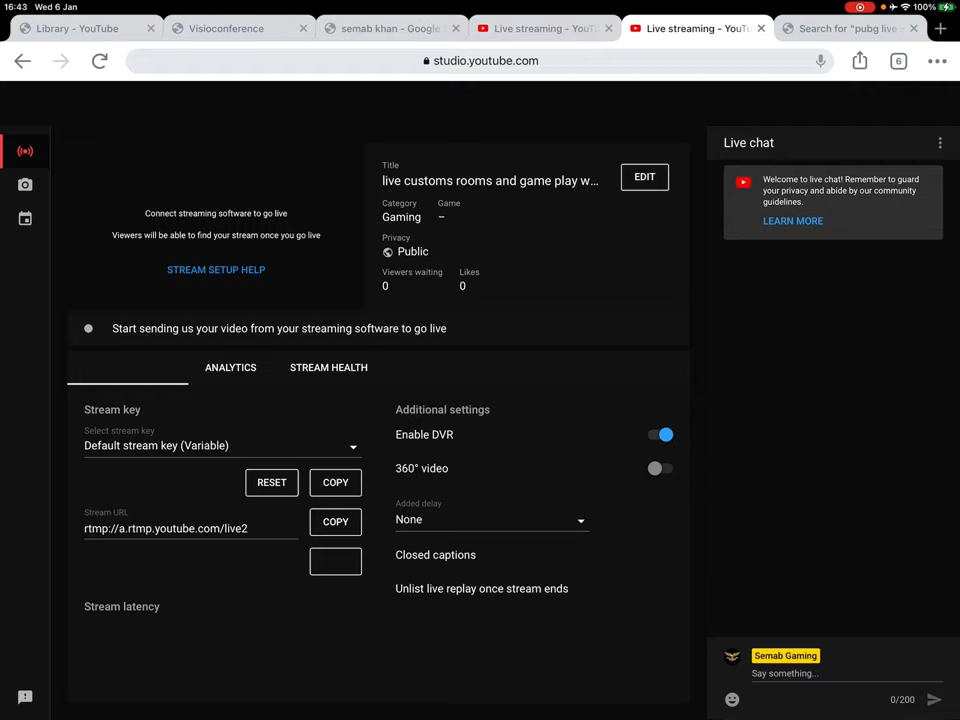 16:43 Wed 6 Jan
100%
Library - YouTube
Visioconference
semab khan - Google S
Live streaming - YouTu
Live streaming - YouTu
Search for "pubg live s
studio.youtube.com
6
Connect streaming software to go live
Viewers will be able to find your stream once you go live
STREAM SETUP HELP
Title
live customs rooms and game play w...
EDIT
Category
Game
Gaming
–
Privacy
Public
Viewers waiting
Likes
0
0
Start sending us your video from your streaming software to go live
ANALYTICS
STREAM HEALTH
Stream key
Select stream key
Default stream key (Variable)
RESET
COPY
Stream URL
rtmp://a.rtmp.youtube.com/live2
COPY
Stream latency
Additional settings
Enable DVR
360° video
Added delay
None
Closed captions
Unlist live replay once stream ends
Live chat
Welcome to live chat! Remember to guard
your privacy and abide by our community
guidelines.
LEARN MORE
Semab Gaming
Say something...
0/200